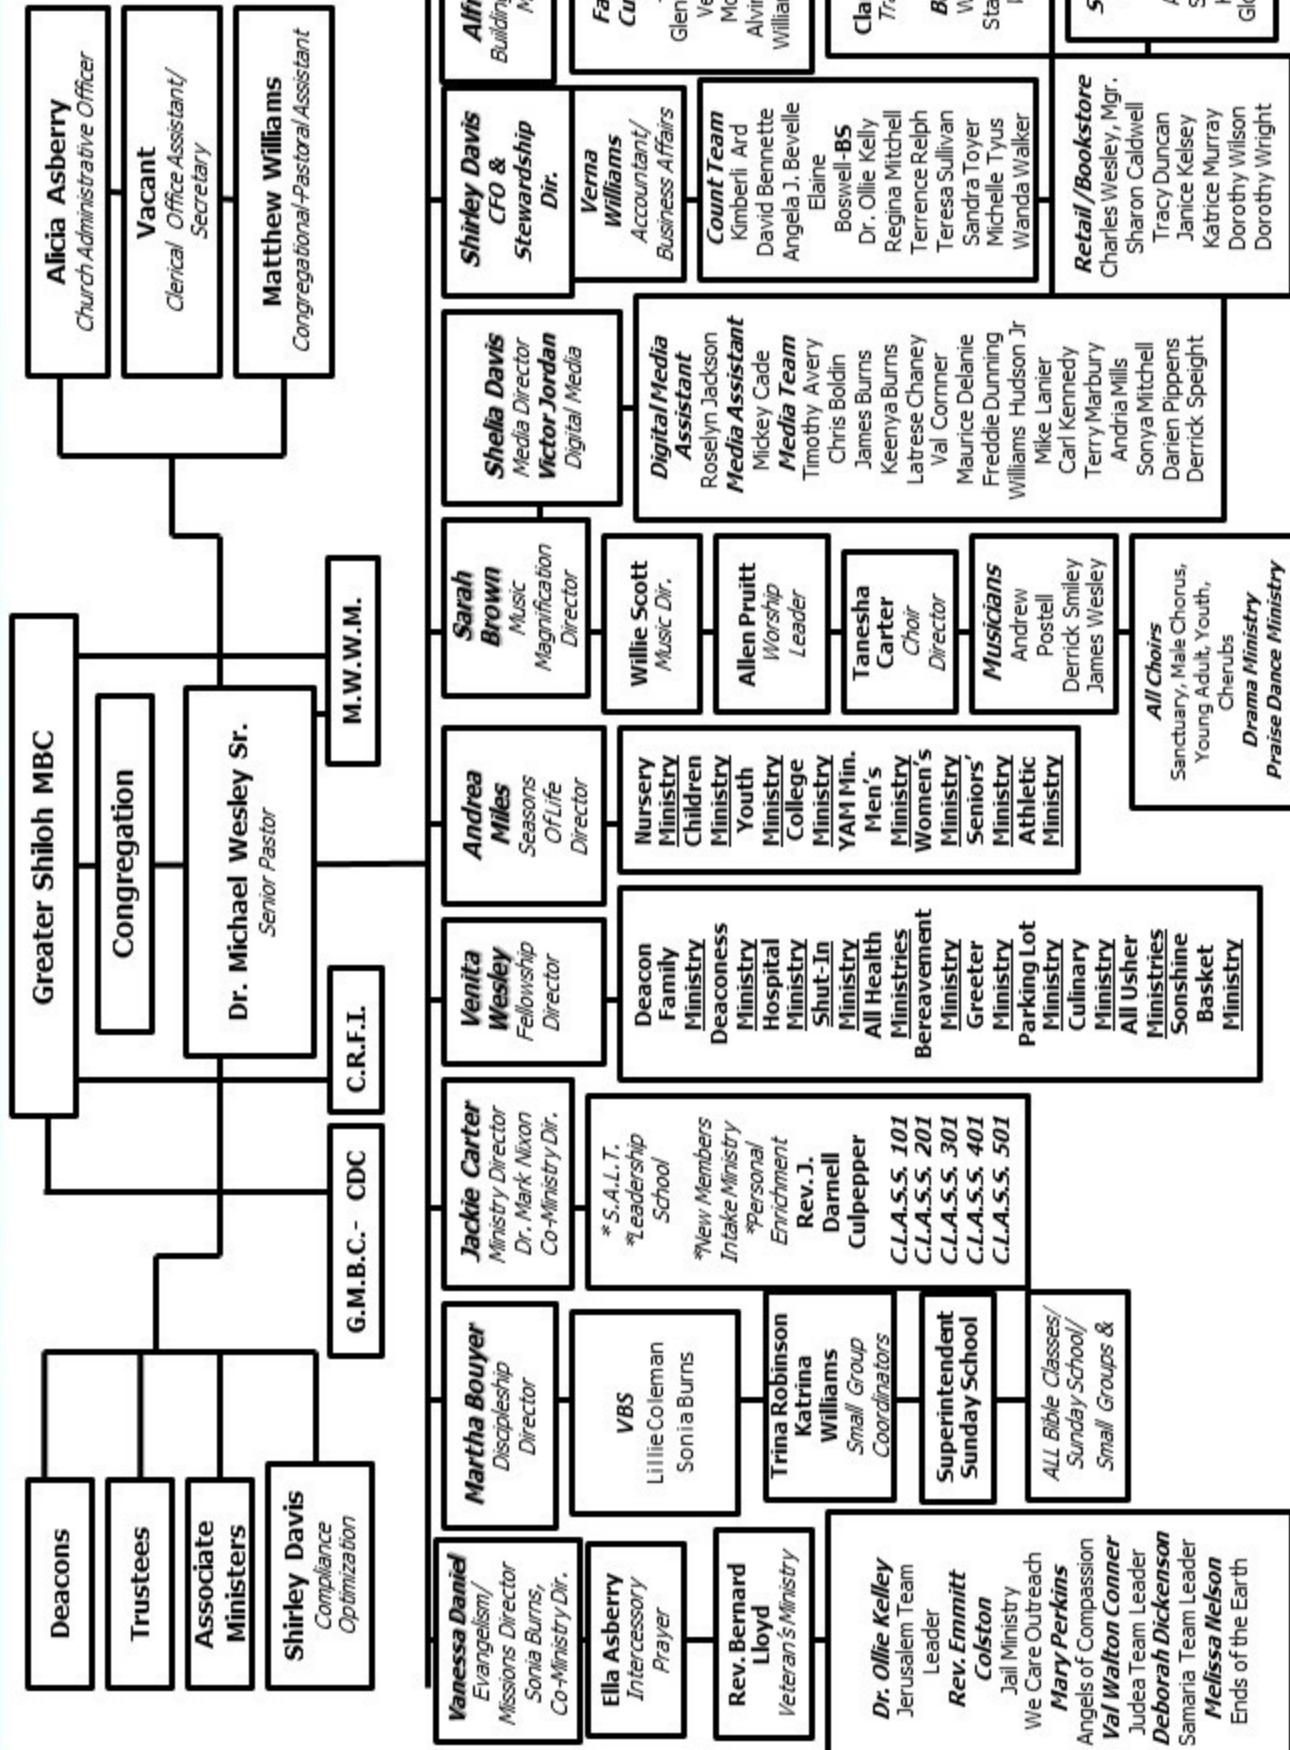 Greater Shiloh MBC
Congregation
Dr. Michael Wesley Sr.
Senior Pastor
Deacons
Trustees
Associate
Ministers
Shirley Davis
Compliance
Optimization
G.M.B.C.- CDC
C.R.F.I.
M.W.W.M.
Alicia Asberry
Church Administrative Officer
Vacant
Clerical Office Assistant/
Secretary
Matthew Williams
Congregational-Pastoral Assistant
Vanessa Daniel
Evangelism/
Missions Director
Sonia Burns,
Co-Ministry Dir.
Ella Asberry
Intercessory
Prayer
Rev. Bernard
Lloyd
Veteran's Ministry
Dr. Ollie Kelley
Jerusalem Team
Leader
Rev. Emmitt
Colston
Jail Ministry
We Care Outreach
Mary Perkins
Angels of Compassion
Val Walton Conner
Judea Team Leader
Deborah Dickenson
Samaria Team Leader
Melissa Nelson
Ends of the Earth
Martha Bouyer
Discipleship
Director
VBS
Lillie Coleman
Sonia Burns
Trina Robinson
Katrina
Williams
Small Group
Coordinators
Superintendent
Sunday School
ALL Bible Classes/
Sunday School/
Small Groups &
Jackie Carter
Ministry Director
Dr. Mark Nixon
Co-Ministry Dir.
* S.A.L.T.
*Leadership
School
*New Members
Intake Ministry
*Personal
Enrichment
Rev. J.
Darnell
Culpepper
C.L.A.S.S. 101
C.L.A.S.S. 201
C.L.A.S.S. 301
C.L.A.S.S. 401
C.L.A.S.S. 501
Venita
Wesley
Fellowship
Director
Deacon
Family
Ministry
Deaconess
Ministry
Hospital
Ministry
Shut-In
Ministry
All Health
Ministries
Bereavement
Ministry
Greeter
Ministry
Parking Lot
Ministry
Culinary
Ministry
All Usher
Ministries
Sonshine
Basket
Ministry
Andrea
Miles
Seasons
Of Life
Director
Nursery
Ministry
Children
Ministry
Youth
Ministry
College
Ministry
YAM Min.
Men's
Ministry
Women's
Ministry
Seniors'
Ministry
Athletic
Ministry
Sarah
Brown
Music
Magnification
Director
Willie Scott
Music Dir.
Allen Pruitt
Worship
Leader
Tanesha
Carter
Choir
Director
Musicians
Andrew
Postell
Derrick Smiley
James Wesley
All Choirs
Sanctuary, Male Chorus,
Young Adult, Youth,
Cherubs
Drama Ministry
Praise Dance Ministry
Shelia Davis
Media Director
Victor Jordan
Digital Media
Digital Media
Assistant
Roselyn Jackson
Media Assistant
Mickey Cade
Media Team
Timothy Avery
Chris Boldin
James Burns
Keenya Burns
Latrese Chaney
Val Cornner
Maurice Delanie
Freddie Dunning
Williams Hudson Jr
Mike Lanier
Carl Kennedy
Terry Marbury
Andria Mills
Sonya Mitchell
Darien Pippens
Derrick Speight
Shirley Davis
CFO &
Stewardship
Dir.
Verna
Williams
Accountant/
Business Affairs
Count Team
Kimberli Ard
David Bennette
Angela J. Bevelle
Elaine
Boswell-BS
Dr. Ollie Kelly
Regina Mitchell
Terrence Relph
Teresa Sullivan
Sandra Toyer
Michelle Tyus
Wanda Walker
Retail/Bookstore
Charles Wesley, Mgr.
Sharon Caldwell
Tracy Duncan
Janice Kelsey
Katrice Murray
Dorothy Wilson
Dorothy Wright